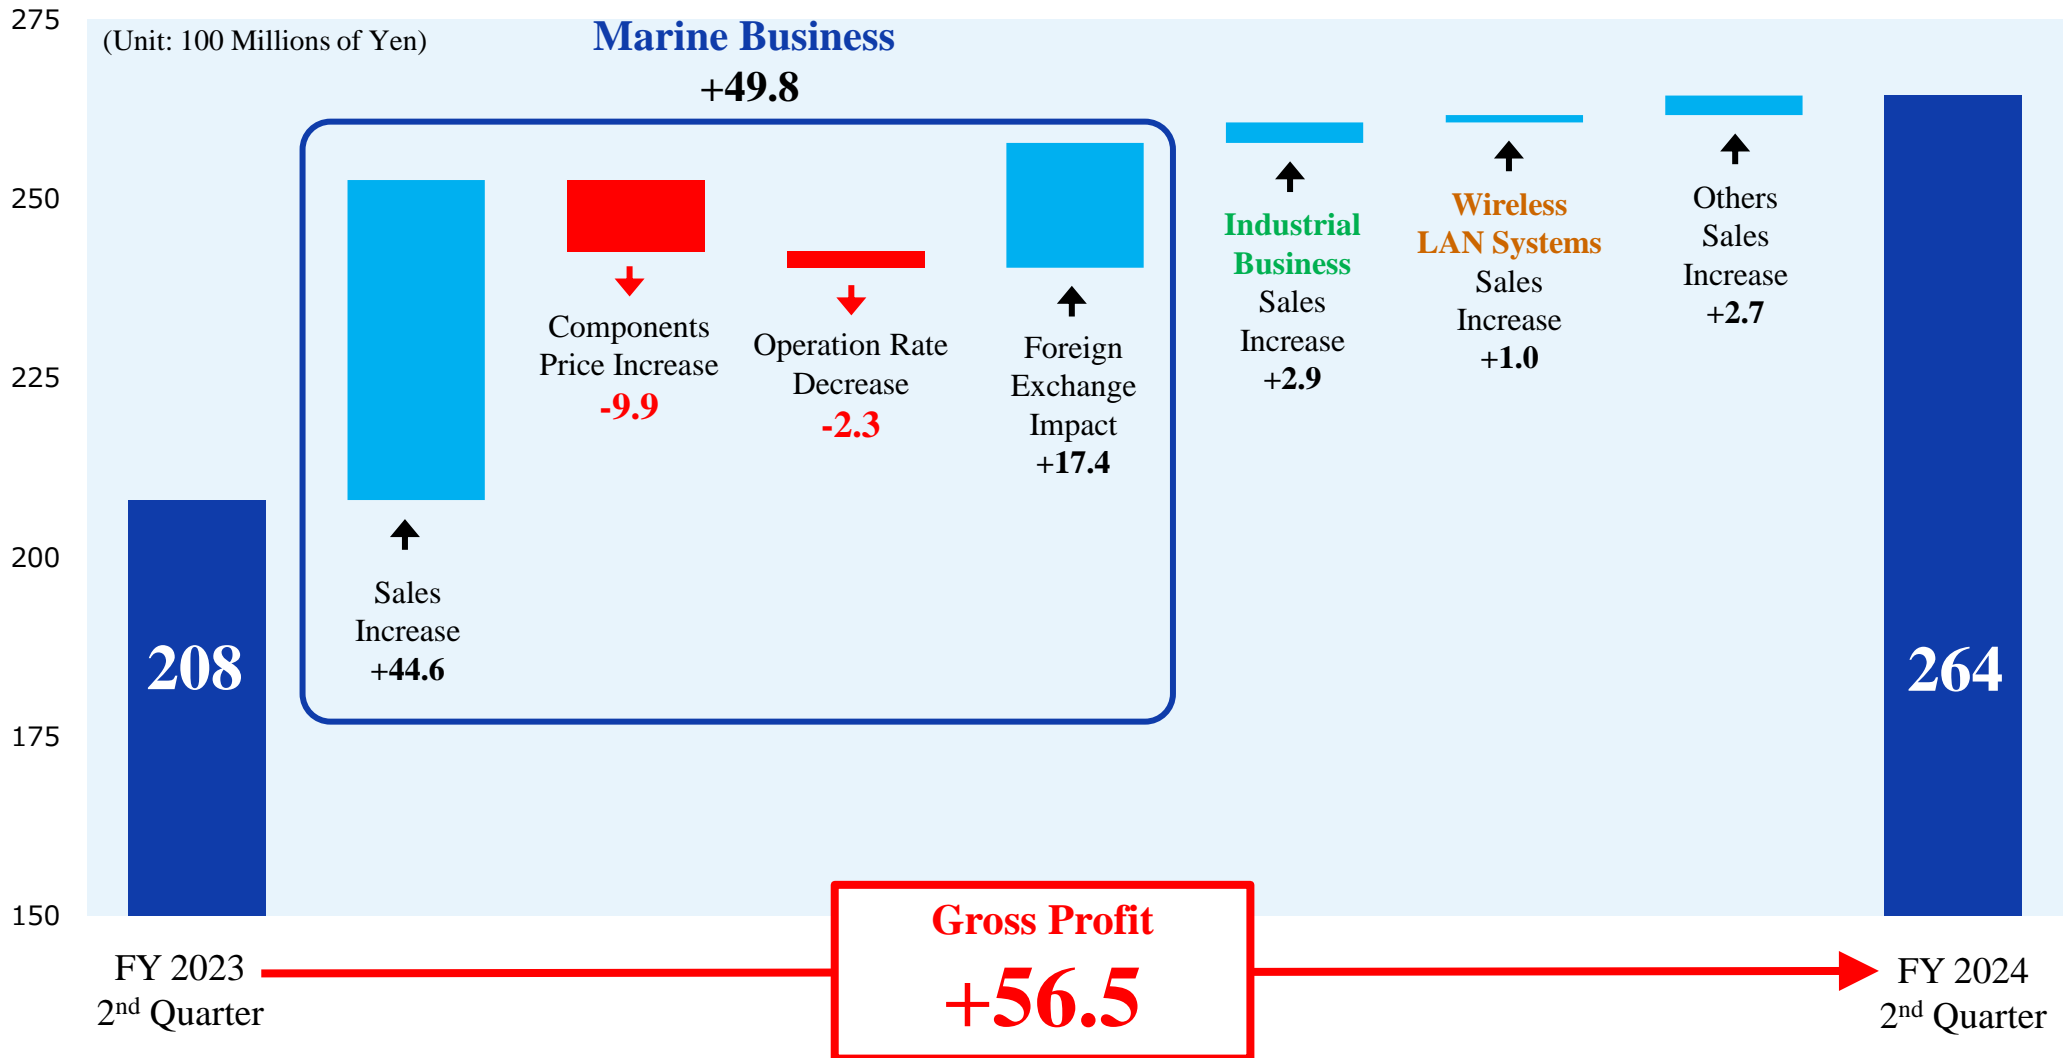 275
250
225
200
175
150
(Unit: 100 Millions of Yen)
Marine Business
+49.8
208
Sales
Increase
+44.6
Components
Price Increase
-9.9
Operation Rate
Decrease
-2.3
Foreign
Exchange
Impact
+17.4
Industrial
Business
Sales
Increase
+2.9
Wireless
LAN Systems
Sales
Increase
+1.0
Others
Sales
Increase
+2.7
264
FY 2023
2nd Quarter
Gross Profit
+56.5
FY 2024
2nd Quarter